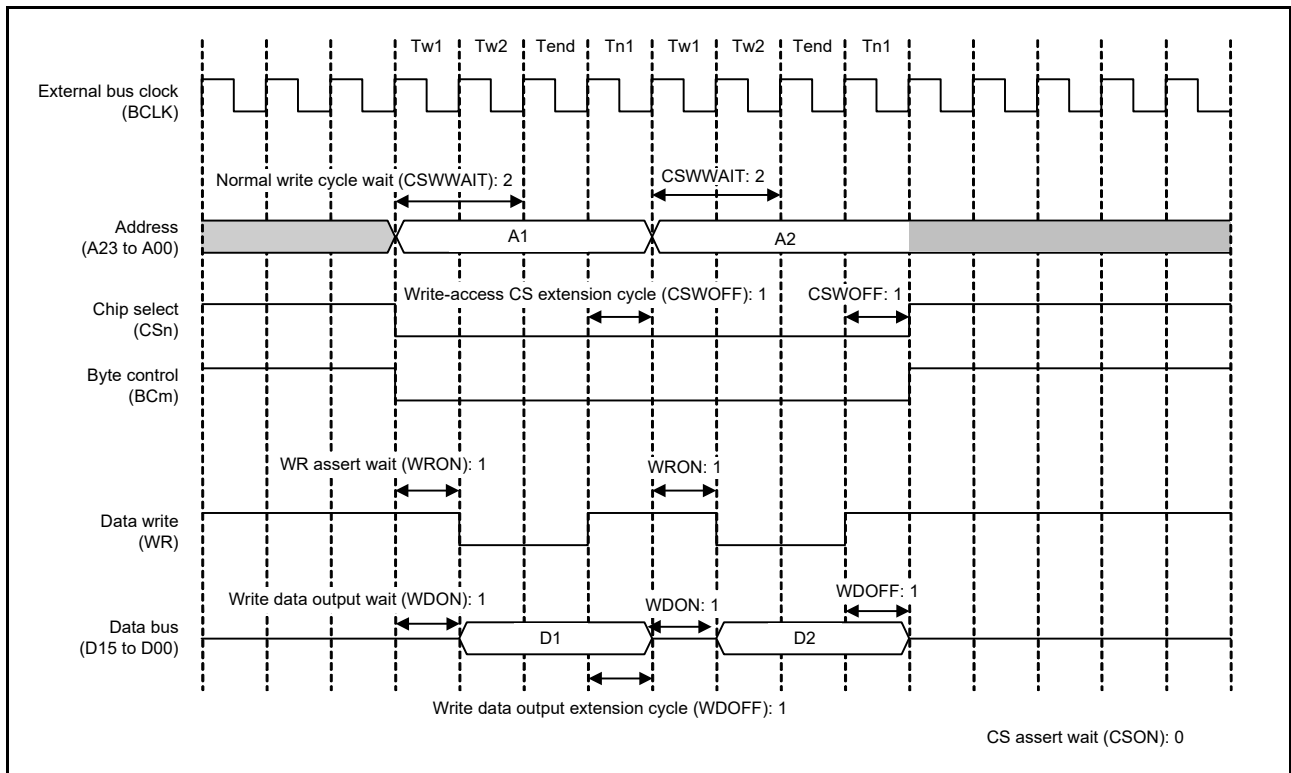 Tw1 Tw2 Tend Tn1 Tw1 Tw2 Tend Tn1
External bus clock
(BCLK)
Normal write cycle wait (CSWWAIT): 2
CSWWAIT: 2
Address
(A23 to A00)
A1
A2
Write-access CS extension cycle (CSWOFF): 1
CSWOFF: 1
Chip select
(CSn)
Byte control
(BCm)
WR assert wait (WRON): 1
WRON: 1
Data write
(WR)
Write data output wait (WDON): 1
WDON: 1
WDOFF: 1
Data bus
(D15 to D00)
D1
D2
Write data output extension cycle (WDOFF): 1
CS assert wait (CSON): 0